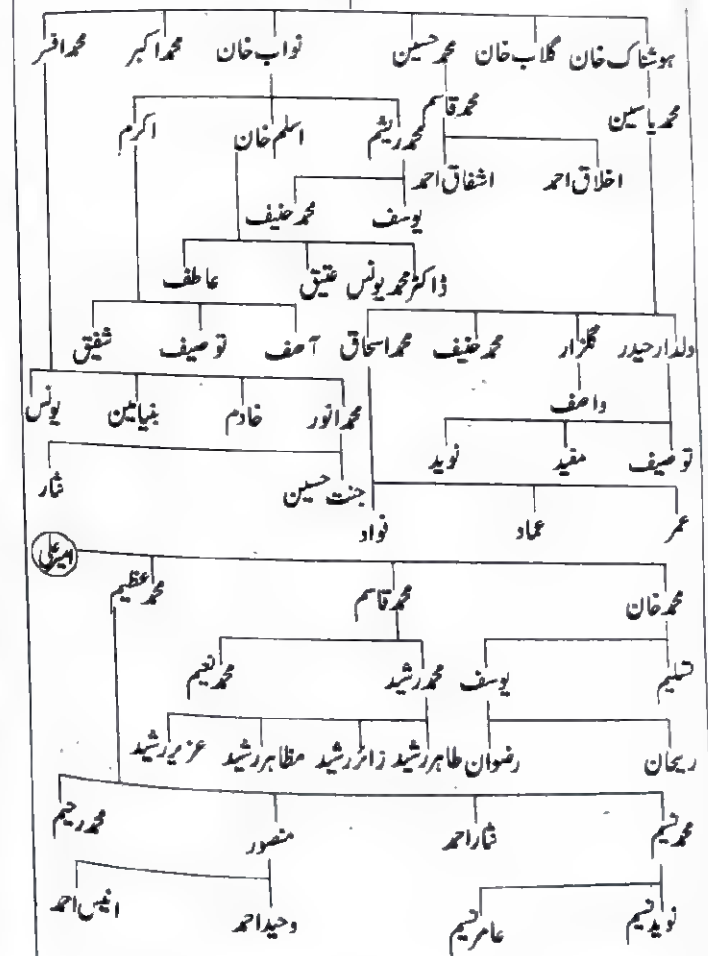 ہوشناک خان گلاب خان محمد حسین نواب خان محمد اکبر محمد افسر
محمد یاسین محمد قاسم محمد ریشم اسلم خان اکرم
اخلاق احمد اشفاق احمد یوسف محمد حنیف
ڈاکٹر محمد یونس عتیق عاطف
ولدار حیدر گلزار محمد حنیف محمد اسحاق آصف توصیف شفیق
واصف محمد انور خادم بنیامین یونس
توصیف مفید نوید جنت حسین نثار
عمر عماد نواد
امیر علی
محمد خان محمد قاسم محمد عظیم
تسلیم یوسف محمد رشید محمد نعیم
ریحان رضوان طاہر رشید زائر رشید مظاہر رشید عزیر رشید
محمد نسیم نثار احمد منصور محمد رحیم
نوید نسیم عامر نسیم وحید احمد انیس احمد